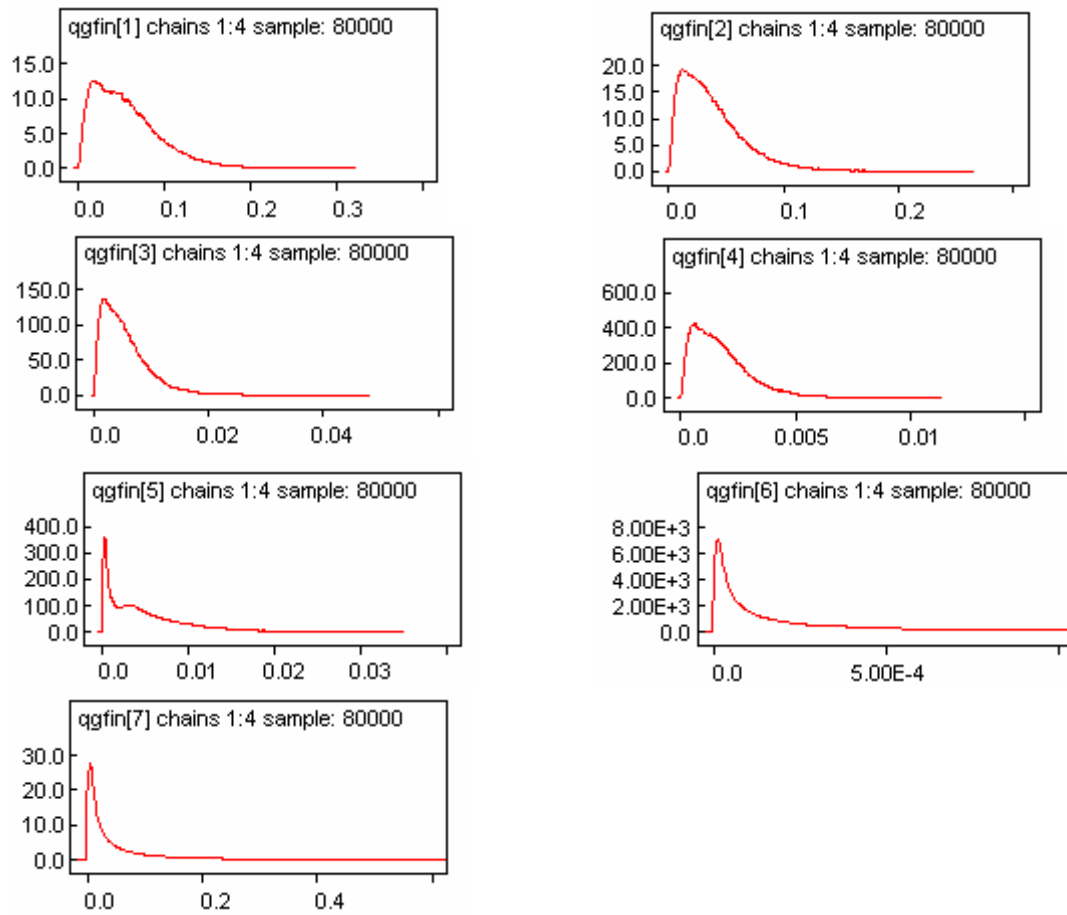 qgfin[1] chains 1:4 sample: 80000
15.0
10.0
5.0
0.0
0.0 0.1 0.2 0.3
qgfin[2] chains 1:4 sample: 80000
20.0
15.0
10.0
5.0
0.0
0.0 0.1 0.2
qgfin[3] chains 1:4 sample: 80000
150.0
100.0
50.0
0.0
0.0 0.02 0.04
qgfin[4] chains 1:4 sample: 80000
600.0
400.0
200.0
0.0
0.0 0.005 0.01
qgfin[5] chains 1:4 sample: 80000
400.0
300.0
200.0
100.0
0.0
0.0 0.01 0.02 0.03
qgfin[6] chains 1:4 sample: 80000
8.00E+3
6.00E+3
4.00E+3
2.00E+3
0.0
0.0 5.00E-4
qgfin[7] chains 1:4 sample: 80000
30.0
20.0
10.0
0.0
0.0 0.2 0.4